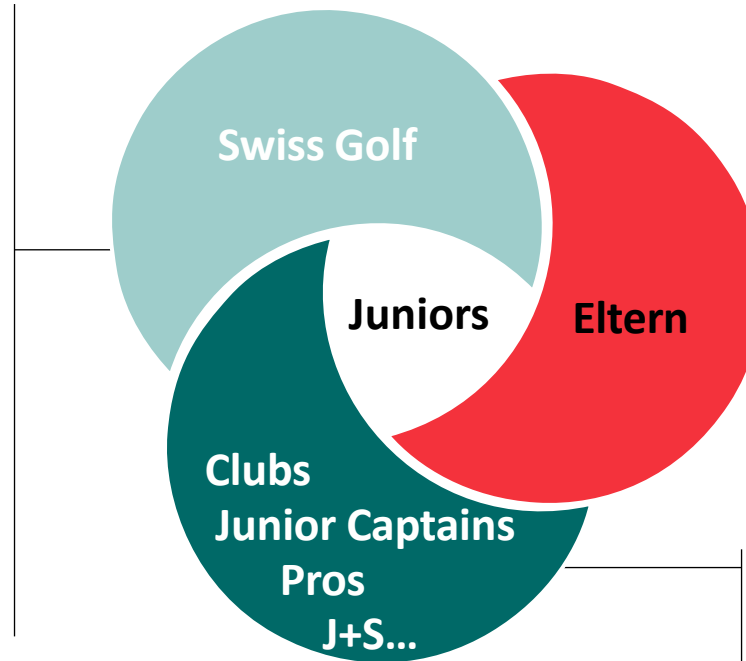 Swiss Golf
Juniors
Eltern
Clubs
Junior Captains
Pros
J+S...